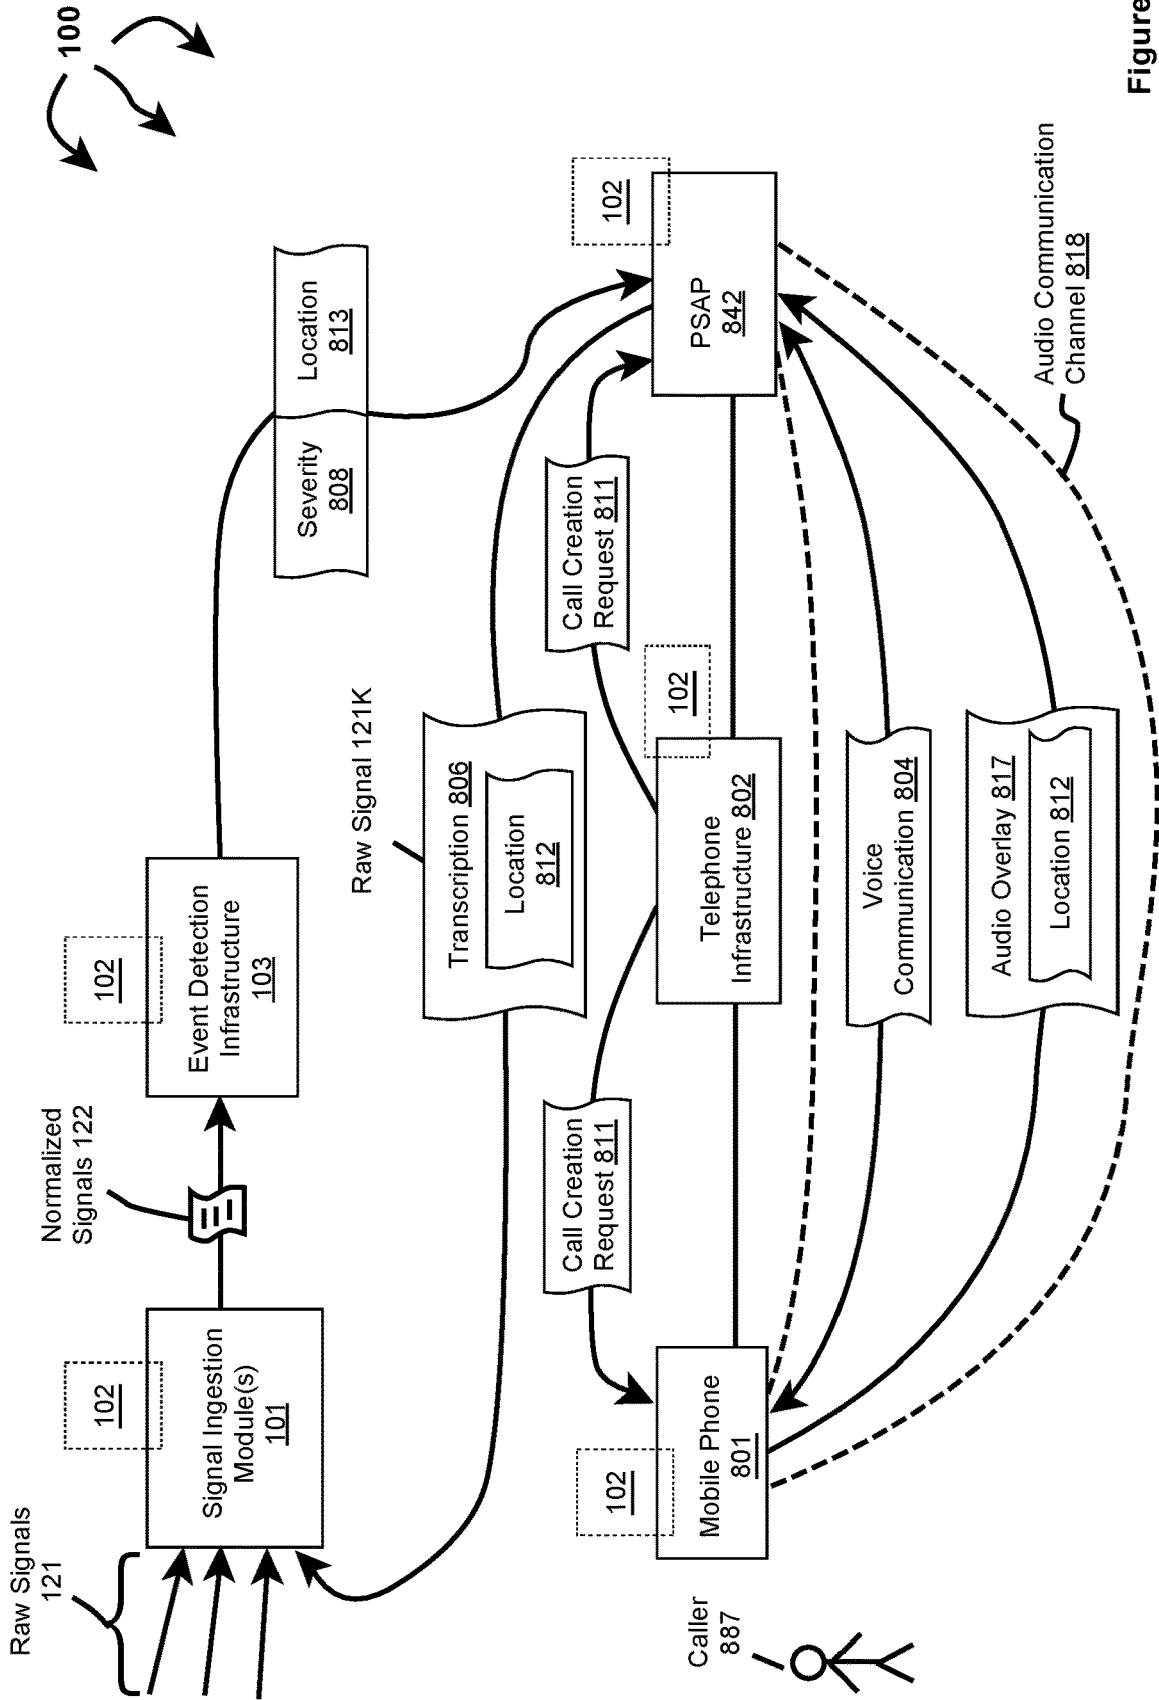 100
Raw Signals
121
102
Signal Ingestion
Module(s)
101
Normalized
Signals 122
102
Event Detection
Infrastructure
103
Severity
808
Location
813
Raw Signal 121K
Transcription 806
Location
812
Call Creation
Request 811
Call Creation
Request 811
Caller
887
102
Mobile Phone
801
102
Telephone
Infrastructure 802
102
PSAP
842
Voice
Communication 804
Audio Overlay 817
Location 812
Audio Communication
Channel 818
Figure